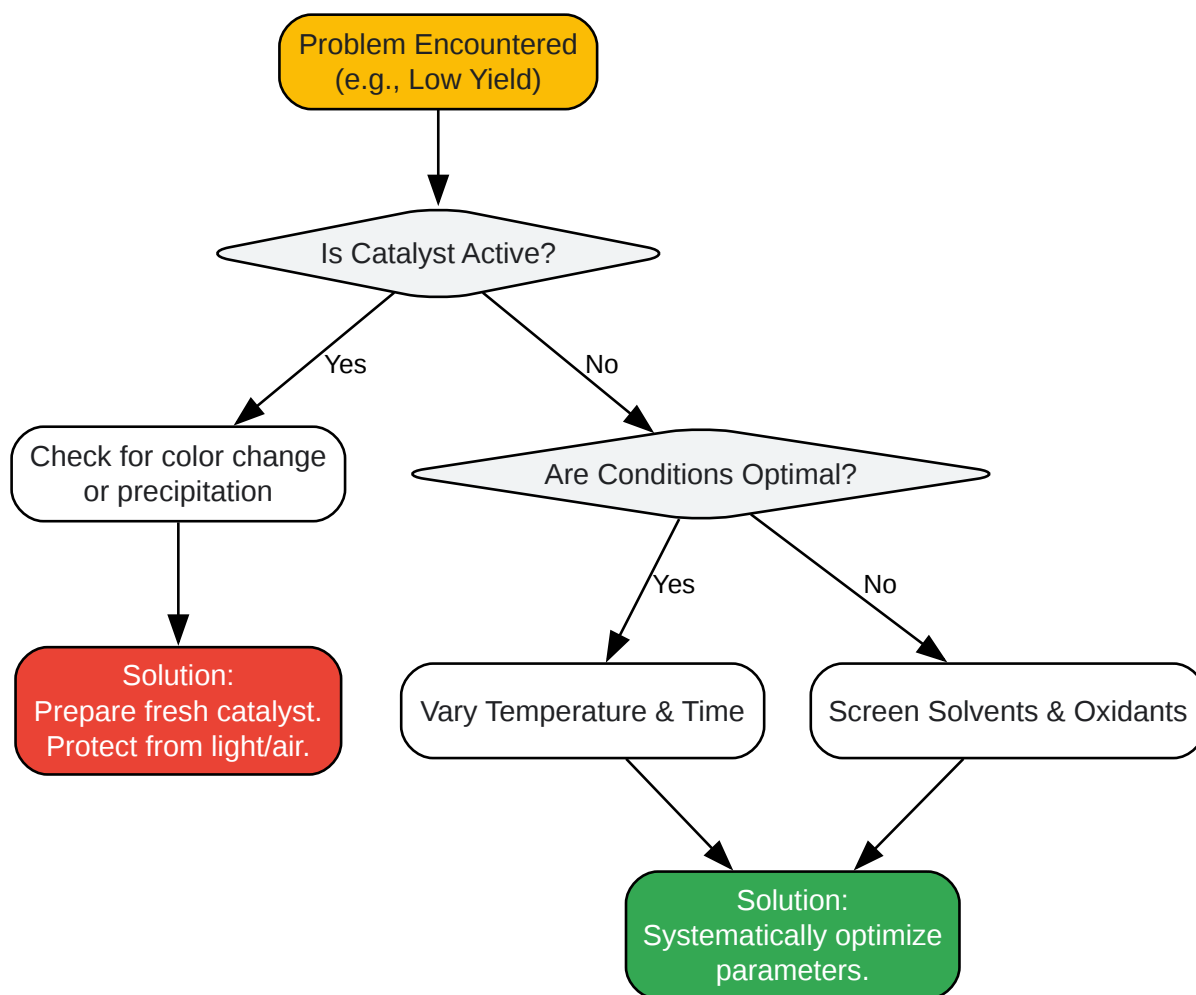 Problem Encountered
(e.g., Low Yield)
Is Catalyst Active?
Yes
No
Check for color change
or precipitation
Are Conditions Optimal?
Yes
No
Solution:
Prepare fresh catalyst.
Protect from light/air.
Vary Temperature & Time
Screen Solvents & Oxidants
Solution:
Systematically optimize
parameters.